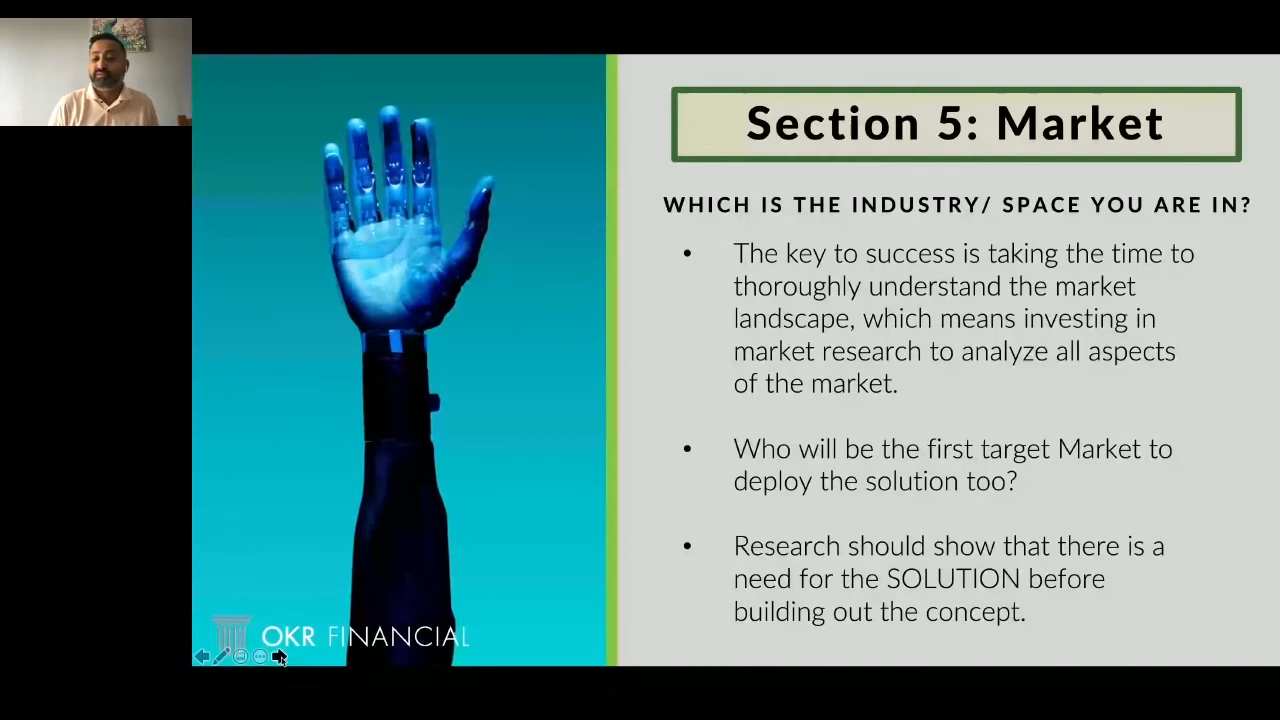 Section 5: Market
WHICH IS THE INDUSTRY/ SPACE YOU ARE IN?
• The key to success is taking the time to
thoroughly understand the market
landscape, which means investing in
market research to analyze all aspects
of the market.
• Who will be the first target Market to
deploy the solution too?
• Research should show that there is a
need for the SOLUTION before
building out the concept.
OKR FINANCIAL